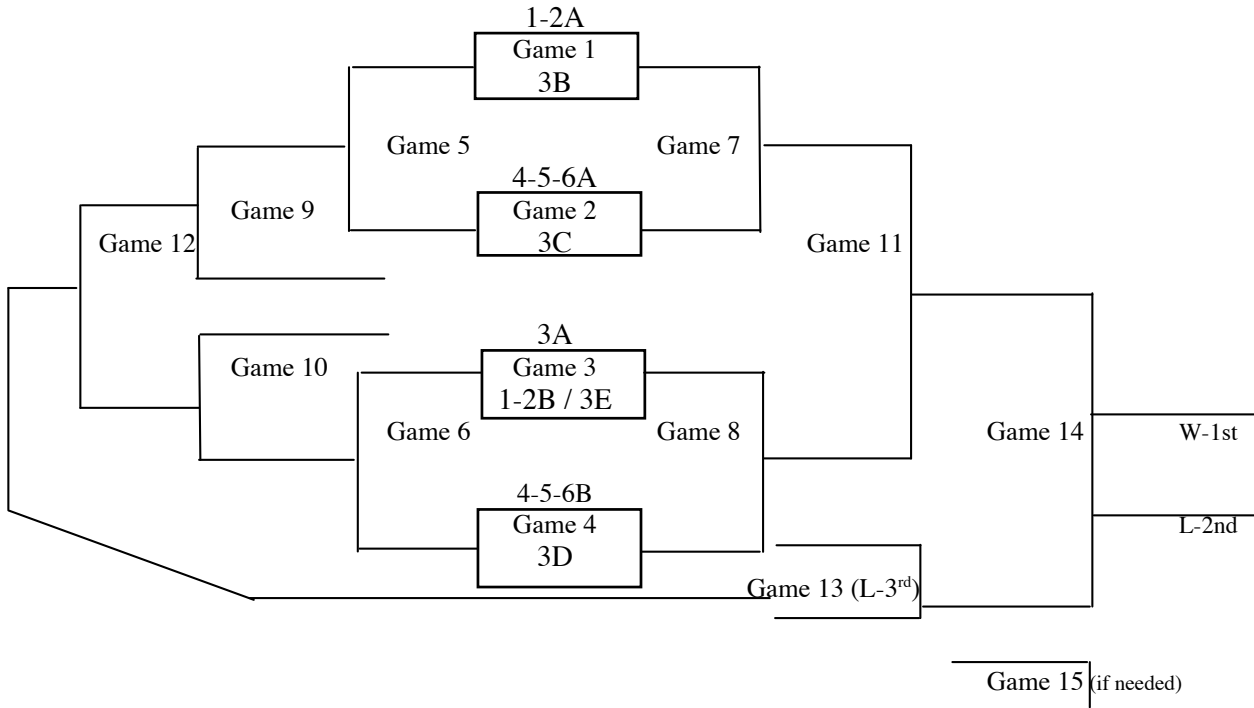 1-2A
Game 1
3B
Game 5
Game 7
4-5-6A
Game 2
3C
Game 9
Game 12
Game 11
3A
Game 3
1-2B / 3E
Game 10
Game 6
Game 8
Game 14
W-1st
4-5-6B
Game 4
3D
L-2nd
Game 13 (L-3rd)
Game 15 (if needed)